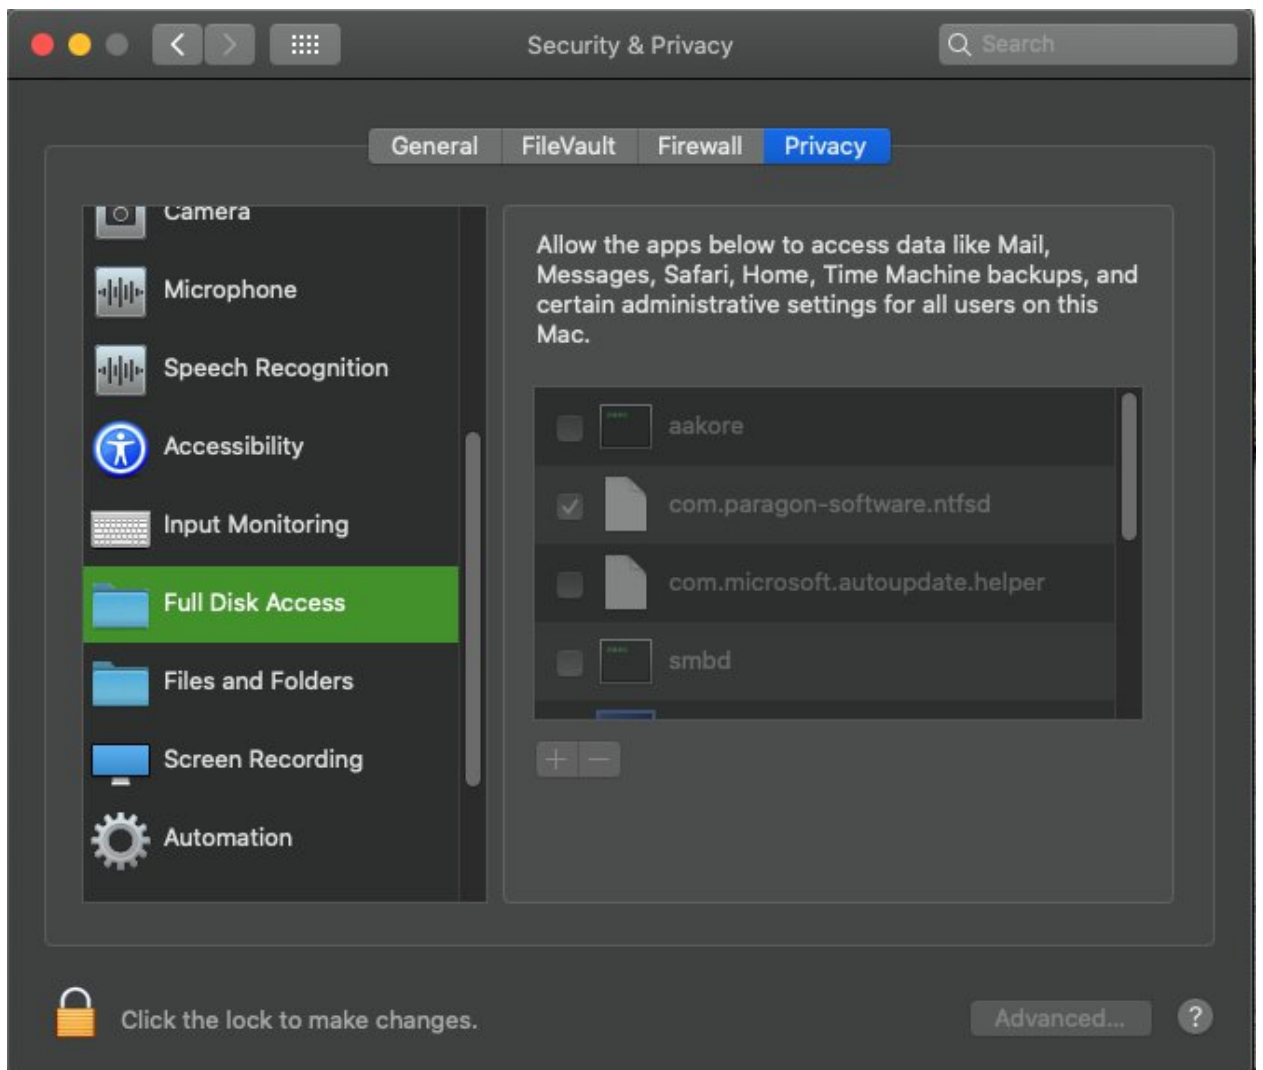 Security & Privacy
Search
General
FileVault
Firewall
Privacy
Camera
Microphone
Speech Recognition
Accessibility
Input Monitoring
Full Disk Access
Files and Folders
Screen Recording
Automation
Allow the apps below to access data like Mail,
Messages, Safari, Home, Time Machine backups, and
certain administrative settings for all users on this
Mac.
aakore
com.paragon-software.ntfsd
com.microsoft.autoupdate.helper
smbd
Click the lock to make changes.
Advanced...
?